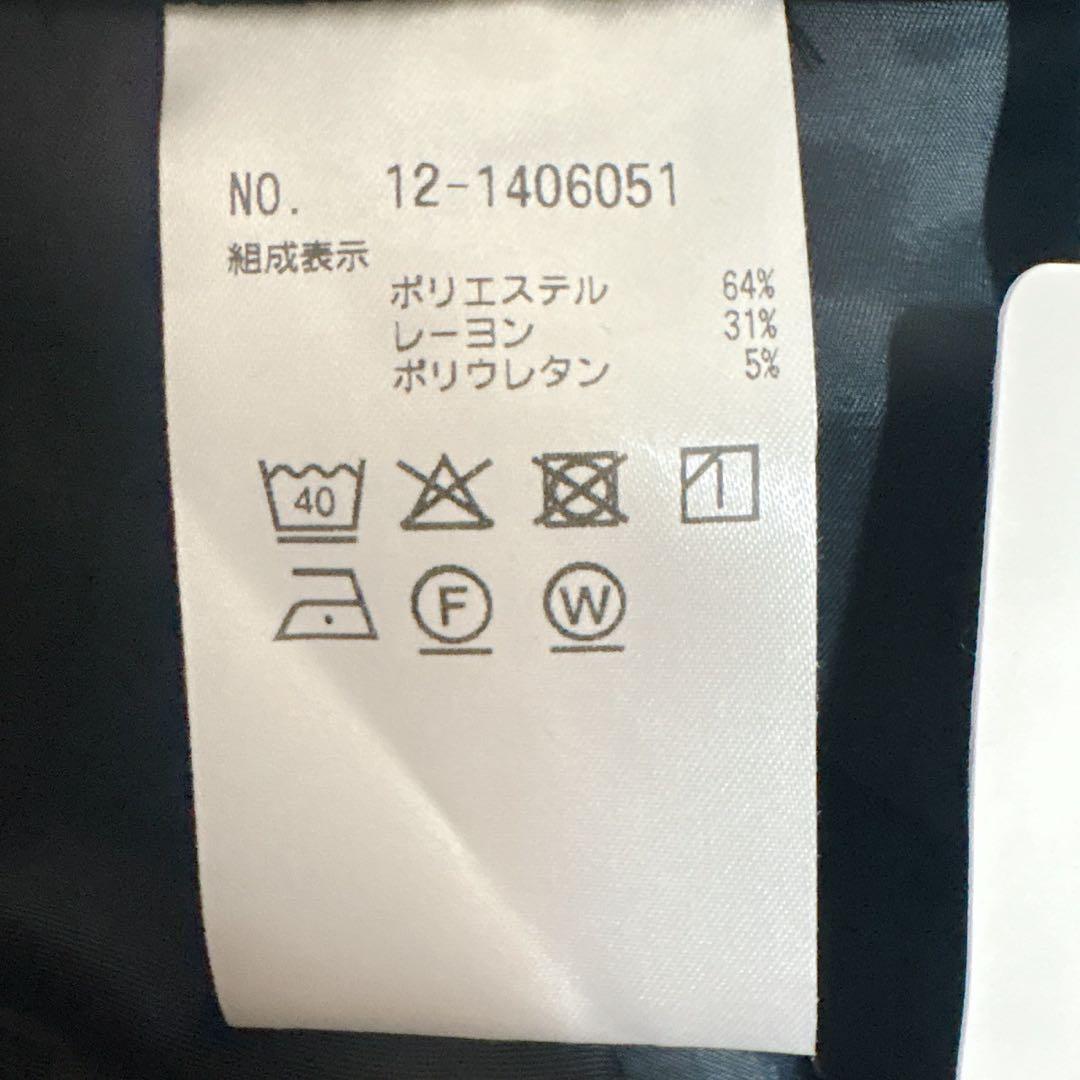 NO. 12-1406051
組成表示
ポリエステル 64%
レーヨン 31%
ポリウレタン 5%
40
F W